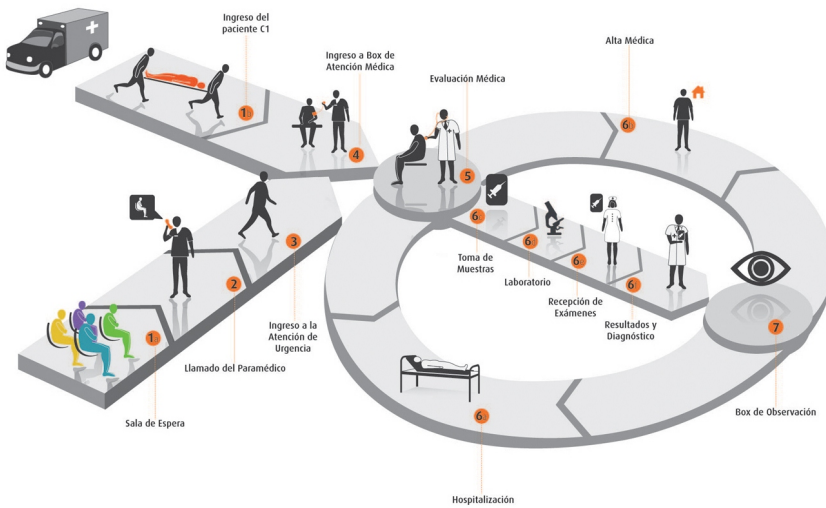 Ingreso del
paciente C1
Ingreso a Box de
Atención Médica
Evaluación Médica
Alta Médica
1
4
5
6
3
2
1
6
Toma de
Muestras
6
Laboratorio
6
Recepción de
Exámenes
6
Resultados y
Diagnóstico
7
Box de Observación
Ingreso a la
Atención de
Urgencia
Llamado del Paramédico
Sala de Espera
6
Hospitalización